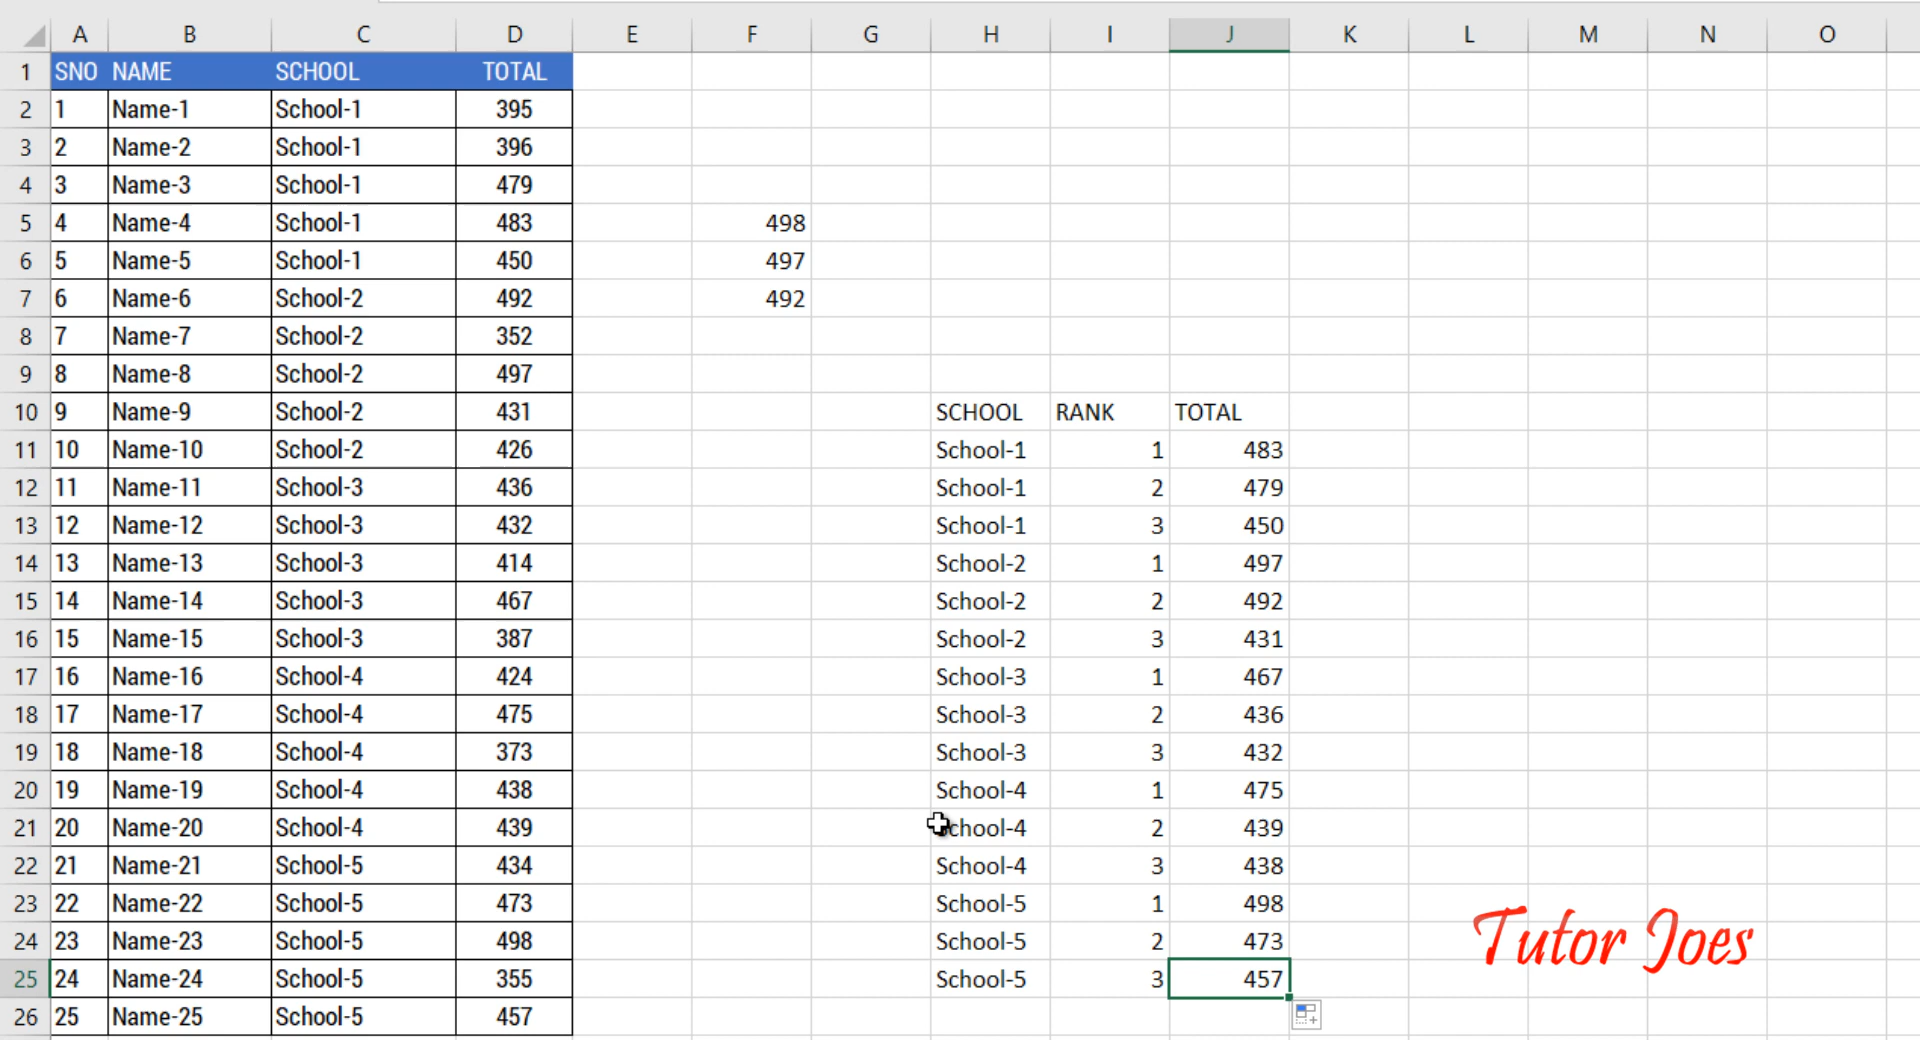 A B C D E F G H I J K L M N O
1 SNO NAME SCHOOL TOTAL
2 1 Name-1 School-1 395
3 2 Name-2 School-1 396
4 3 Name-3 School-1 479
5 4 Name-4 School-1 483 498
6 5 Name-5 School-1 450 497
7 6 Name-6 School-2 492 492
8 7 Name-7 School-2 352
9 8 Name-8 School-2 497
10 9 Name-9 School-2 431 SCHOOL RANK TOTAL
11 10 Name-10 School-2 426 School-1 1 483
12 11 Name-11 School-3 436 School-1 2 479
13 12 Name-12 School-3 432 School-1 3 450
14 13 Name-13 School-3 414 School-2 1 497
15 14 Name-14 School-3 467 School-2 2 492
16 15 Name-15 School-3 387 School-2 3 431
17 16 Name-16 School-4 424 School-3 1 467
18 17 Name-17 School-4 475 School-3 2 436
19 18 Name-18 School-4 373 School-3 3 432
20 19 Name-19 School-4 438 School-4 1 475
21 20 Name-20 School-4 439 School-4 2 439
22 21 Name-21 School-5 434 School-4 3 438
23 22 Name-22 School-5 473 School-5 1 498
24 23 Name-23 School-5 498 School-5 2 473
25 24 Name-24 School-5 355 School-5 3 457
26 25 Name-25 School-5 457
Tutor Joes